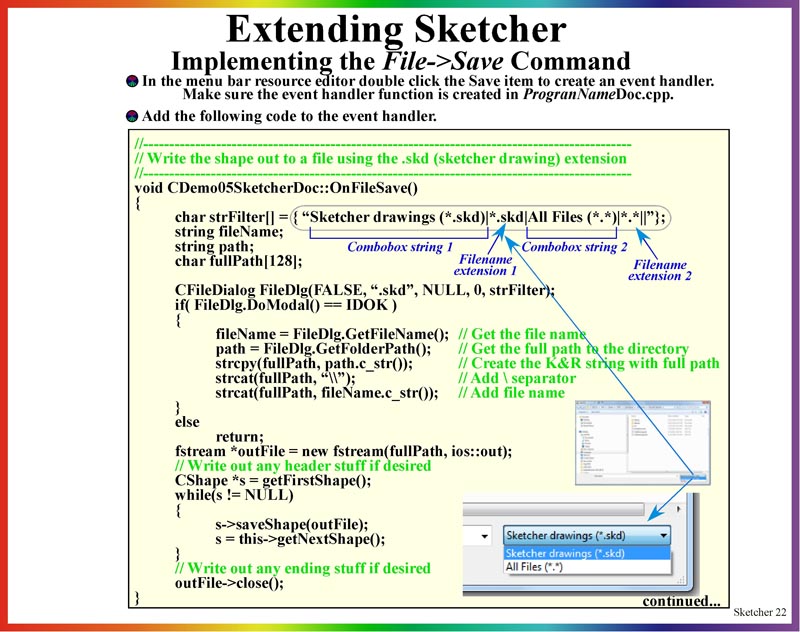 Extending Sketcher
Implementing the File->Save Command
In the menu bar resource editor double click the Save item to create an event handler.
Make sure the event handler function is created in ProgranNameDoc.cpp.
Add the following code to the event handler.
//--------------------------------------------------------------------------------
// Write the shape out to a file using the .skd (sketcher drawing) extension
//--------------------------------------------------------------------------------
void CDemo05SketcherDoc::OnFileSave()
{
char strFilter[] = { “Sketcher drawings (*.skd)|*.skd|All Files (*.*)|*.*||”};
string fileName;
string path;
char fullPath[128];
Combobox string 1
Filename
extension 1
Combobox string 2
Filename
extension 2
CFileDialog FileDlg(FALSE, “.skd”, NULL, 0, strFilter);
if( FileDlg.DoModal() == IDOK )
{
fileName = FileDlg.GetFileName(); // Get the file name
path = FileDlg.GetFolderPath(); // Get the full path to the directory
strcpy(fullPath, path.c_str()); // Create the K&R string with full path
strcat(fullPath, “\\”); // Add \ separator
strcat(fullPath, fileName.c_str()); // Add file name
}
else
return;
fstream *outFile = new fstream(fullPath, ios::out);
// Write out any header stuff if desired
CShape *s = getFirstShape();
while(s != NULL)
{
s->saveShape(outFile);
s = this->getNextShape();
}
// Write out any ending stuff if desired
outFile->close();
}
Sketcher drawings (*.skd)
Sketcher drawings (*.skd)
All Files (*.*)
continued...
Sketcher 22